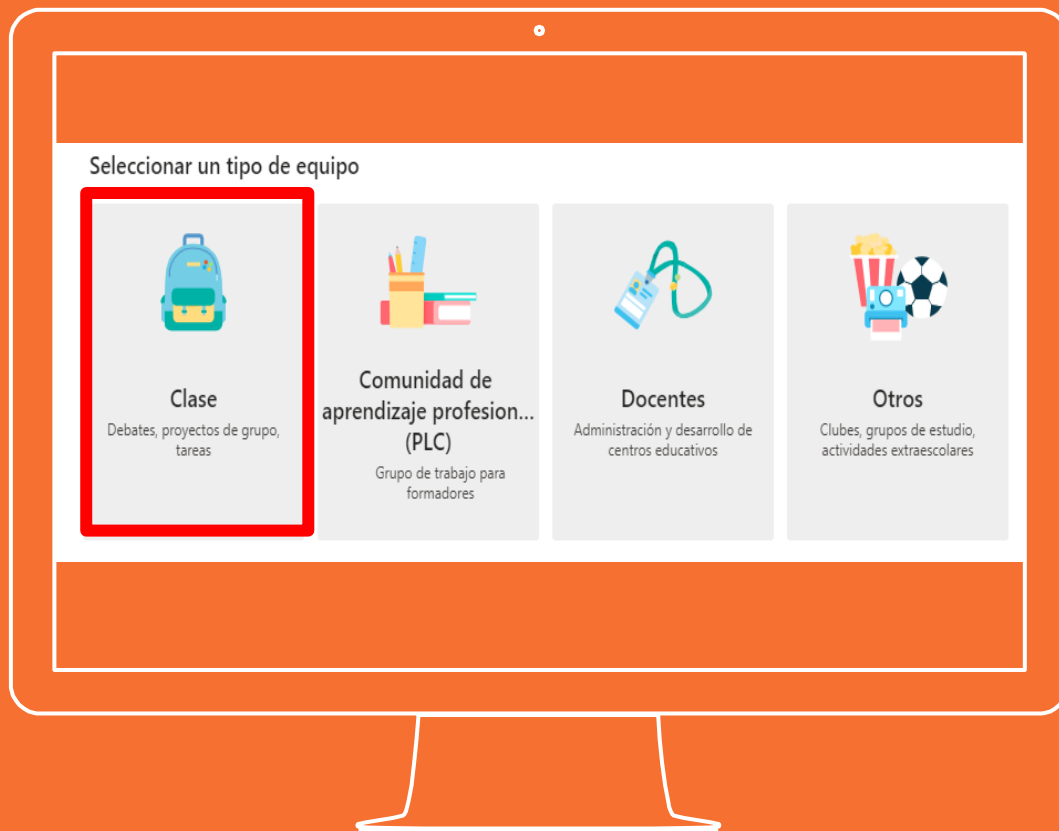 Seleccionar un tipo de equipo
Clase
Debates, proyectos de grupo,
tareas
Comunidad de
aprendizaje profesion...
(PLC)
Grupo de trabajo para
formadores
Docentes
Administración y desarrollo de
centros educativos
Otros
Clubes, grupos de estudio,
actividades extraescolares